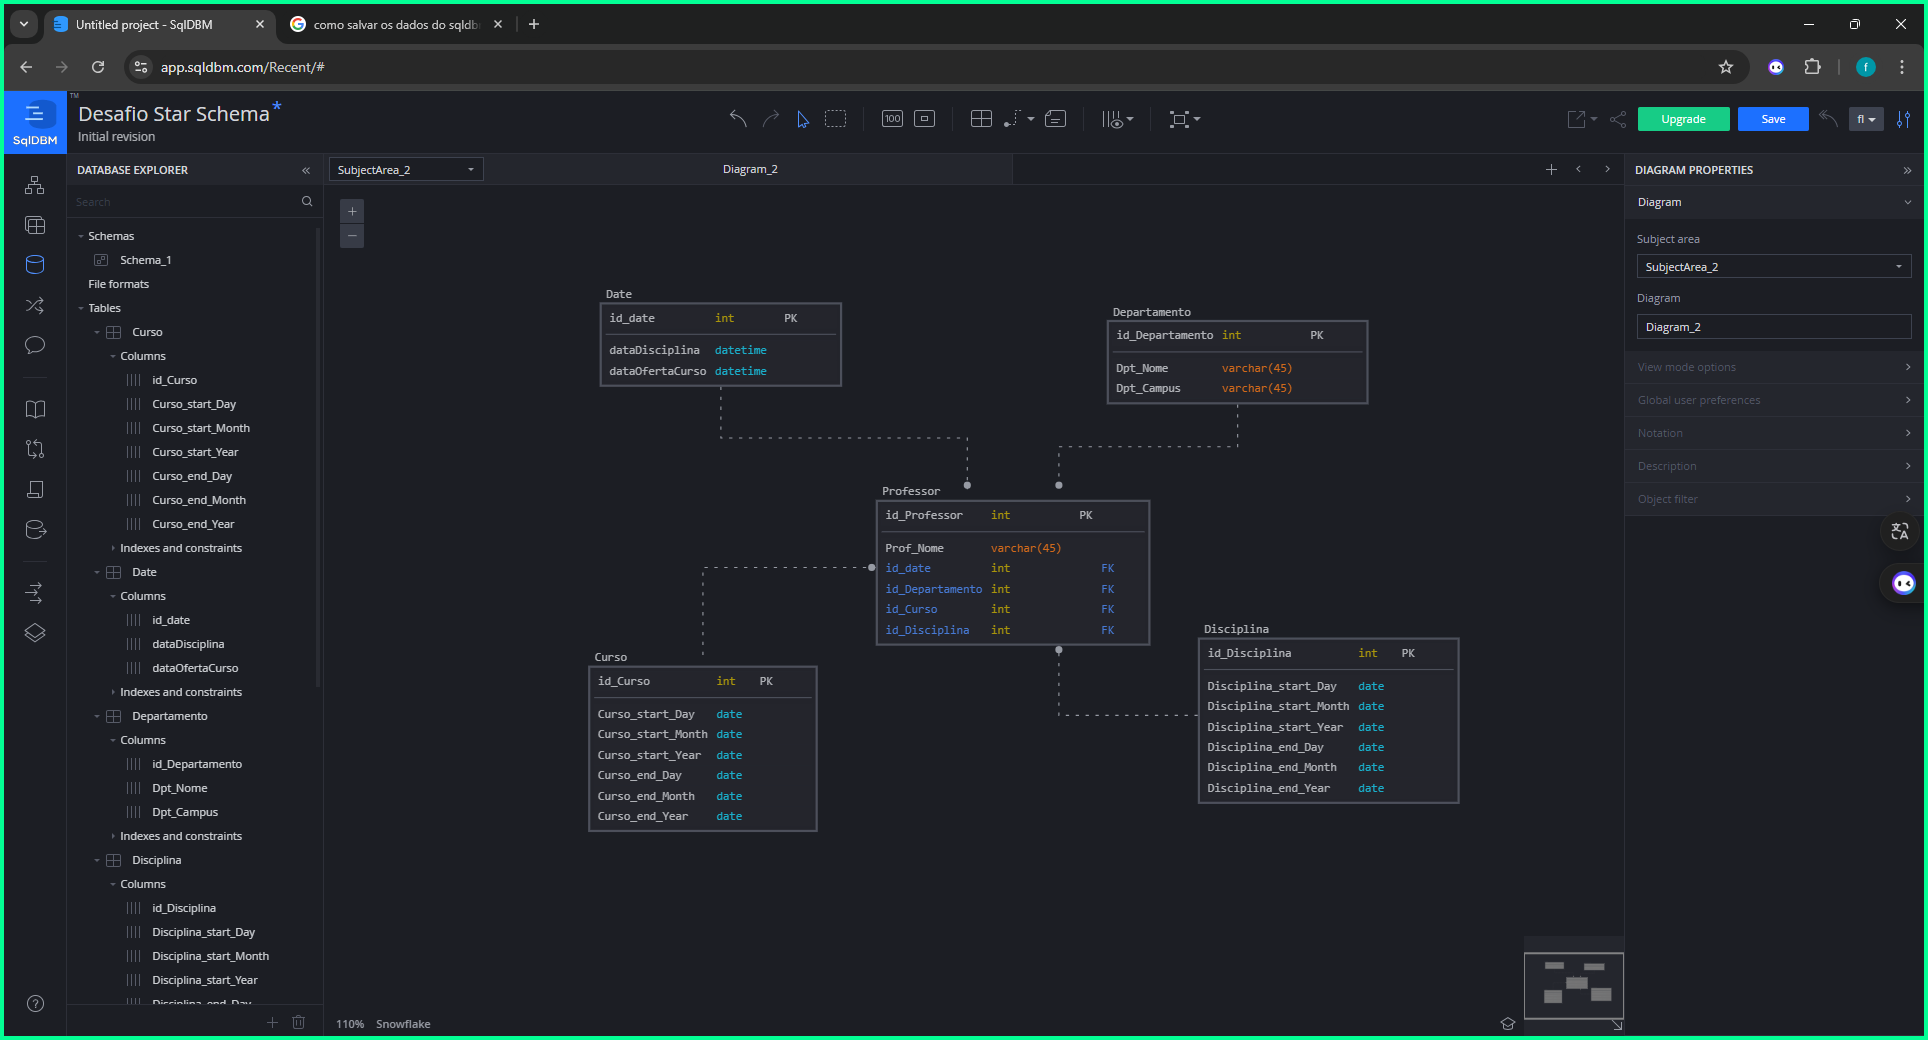 Untitled project - SqlDBM
como salvar os dados do sqldbm
app.sqldbm.com/Recent/#
SqlDBM
TM
Desafio Star Schema*
Initial revision
100
Upgrade
Save
fl
DATABASE EXPLORER
SubjectArea_2
Diagram_2
DIAGRAM PROPERTIES
Search
Schemas
Schema_1
File formats
Tables
Curso
Columns
id_Curso
Curso_start_Day
Curso_start_Month
Curso_start_Year
Curso_end_Day
Curso_end_Month
Curso_end_Year
Indexes and constraints
Date
Columns
id_date
dataDisciplina
dataOfertaCurso
Indexes and constraints
Departamento
Columns
id_Departamento
Dpt_Nome
Dpt_Campus
Indexes and constraints
Disciplina
Columns
id_Disciplina
Disciplina_start_Day
Disciplina_start_Month
Disciplina_start_Year
Disciplina_end_Day
Date
id_date int PK
dataDisciplina datetime
dataOfertaCurso datetime
Departamento
id_Departamento int PK
Dpt_Nome varchar(45)
Dpt_Campus varchar(45)
Professor
id_Professor int PK
Prof_Nome varchar(45)
id_date int FK
id_Departamento int FK
id_Curso int FK
id_Disciplina int FK
Curso
id_Curso int PK
Curso_start_Day date
Curso_start_Month date
Curso_start_Year date
Curso_end_Day date
Curso_end_Month date
Curso_end_Year date
Disciplina
id_Disciplina int PK
Disciplina_start_Day date
Disciplina_start_Month date
Disciplina_start_Year date
Disciplina_end_Day date
Disciplina_end_Month date
Disciplina_end_Year date
110% Snowflake
Diagram
Subject area
SubjectArea_2
Diagram
Diagram_2
View mode options
Global user preferences
Notation
Description
Object filter